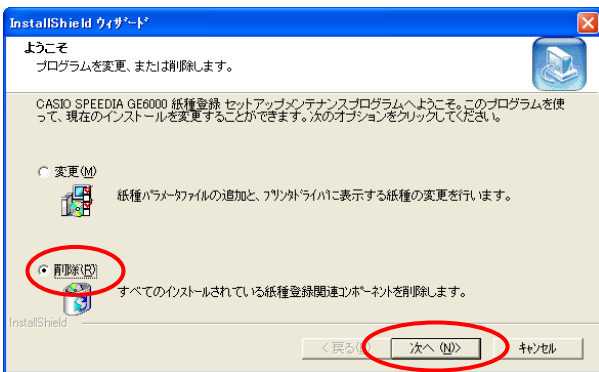 InstallShield ウィザード
ようこそ
プログラムを変更、または削除します。
CASIO SPEEDIA GE6000 紙種登録 セットアップメンテナンスプログラムへようこそ。このプログラムを使
って、現在のインストールを変更することができます。次のオプションをクリックしてください。
変更(M)
紙種パラメータファイルの追加と、プリンタドライバに表示する紙種の変更を行います。
削除(R)
すべてのインストールされている紙種登録関連コンポーネントを削除します。
InstallShield
< 戻る(
次へ (N)>
キャンセル